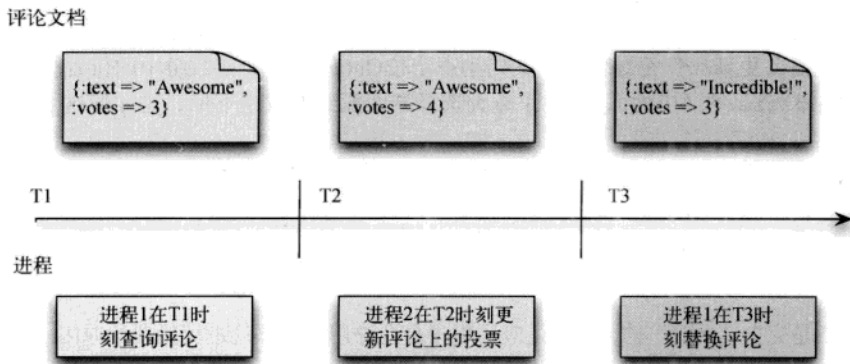 评论文档
{:text => "Awesome",
:votes => 3}
{:text => "Awesome",
:votes => 4}
{:text => "Incredible!",
:votes => 3}
T1
T2
T3
进程
进程1在T1时
刻查询评论
进程2在T2时刻更
新评论上的投票
进程1在T3时
刻替换评论